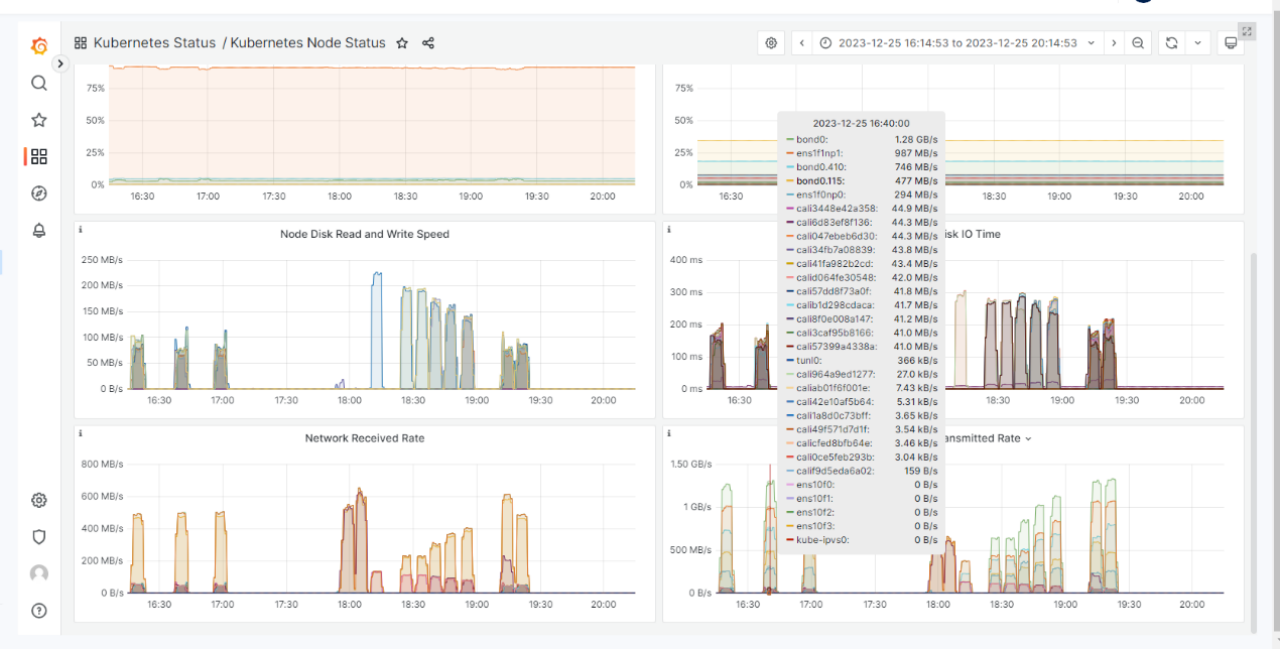 Kubernetes Status / Kubernetes Node Status
2023-12-25 16:14:53 to 2023-12-25 20:14:53
75%
50%
25%
0%
16:30 17:00 17:30 18:00 18:30 19:00 19:30 20:00
75%
50%
25%
0%
16:30 18:30 19:00 19:30 20:00
2023-12-25 16:40:00
bond0: 1.28 GB/s
ens1f1np1: 987 MB/s
bond0.410: 746 MB/s
bond0.115: 477 MB/s
ens1f0np0: 294 MB/s
cali3448e42a358: 44.9 MB/s
cali6d83ef8f136: 44.3 MB/s
cali047ebeb6d30: 44.3 MB/s
cali34fb7a08839: 43.8 MB/s
cali41fa982b2cd: 43.4 MB/s
calid064fe30548: 42.0 MB/s
cali57dd8f73a0f: 41.8 MB/s
calib1d298cdaca: 41.7 MB/s
cali8f0e008a147: 41.2 MB/s
cali3caf95b8166: 41.0 MB/s
cali57399a4338a: 41.0 MB/s
tunl0: 366 kB/s
cali964a9ed1277: 27.0 kB/s
caliab01f6f001e: 7.43 kB/s
cali42e10af5b64: 5.31 kB/s
cali1a8d0c73bff: 3.65 kB/s
cali49f571d7d1f: 3.54 kB/s
calicfed8bfb64e: 3.46 kB/s
cali0ce5feb293b: 3.04 kB/s
calif9d5eda6a02: 159 B/s
ens10f0: 0 B/s
ens10f1: 0 B/s
ens10f2: 0 B/s
ens10f3: 0 B/s
kube-ipvs0: 0 B/s
Node Disk Read and Write Speed
250 MB/s
200 MB/s
150 MB/s
100 MB/s
50 MB/s
0 B/s
16:30 17:00 17:30 18:00 18:30 19:00 19:30 20:00
isk IO Time
400 ms
300 ms
200 ms
100 ms
0 ms
16:30 18:30 19:00 19:30 20:00
Network Received Rate
800 MB/s
600 MB/s
400 MB/s
200 MB/s
0 B/s
16:30 17:00 17:30 18:00 18:30 19:00 19:30 20:00
ansmitted Rate
1.50 GB/s
1 GB/s
500 MB/s
0 B/s
16:30 17:00 17:30 18:00 18:30 19:00 19:30 20:00